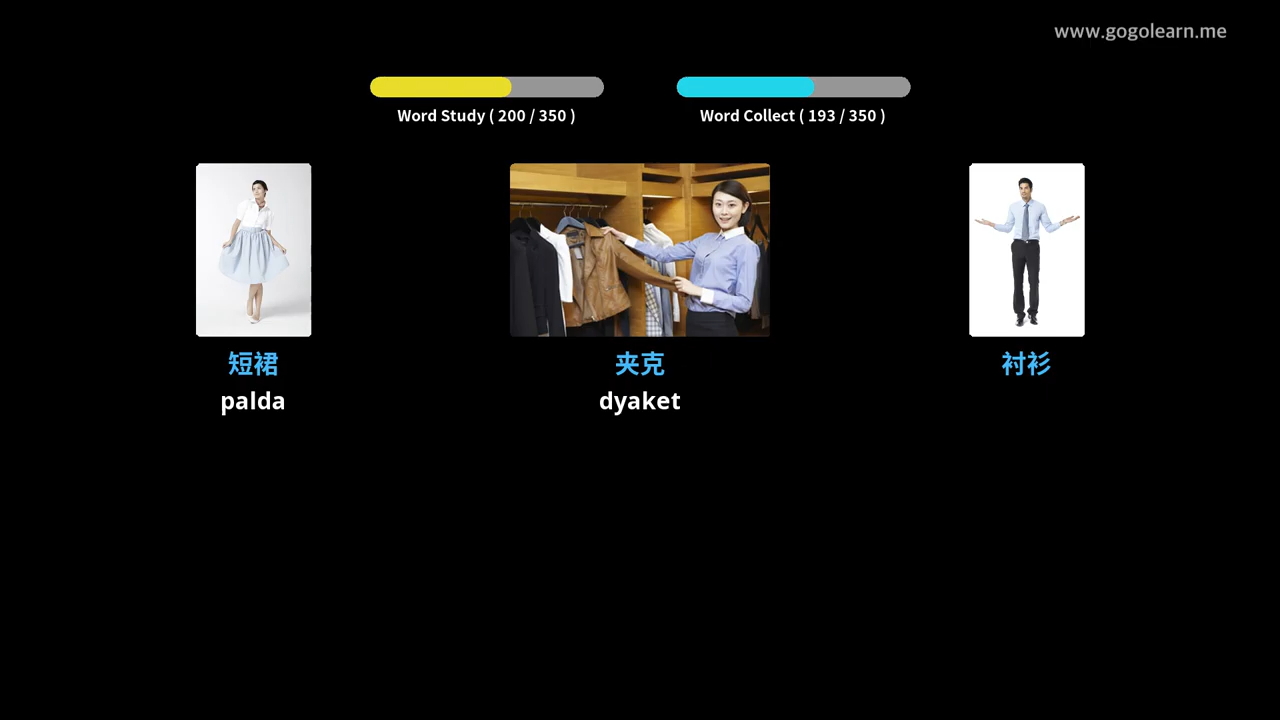 www.gogolearn.me
Word Study ( 200 / 350 )
Word Collect ( 193 / 350 )
短裙
夹克
衬衫
palda
dyaket